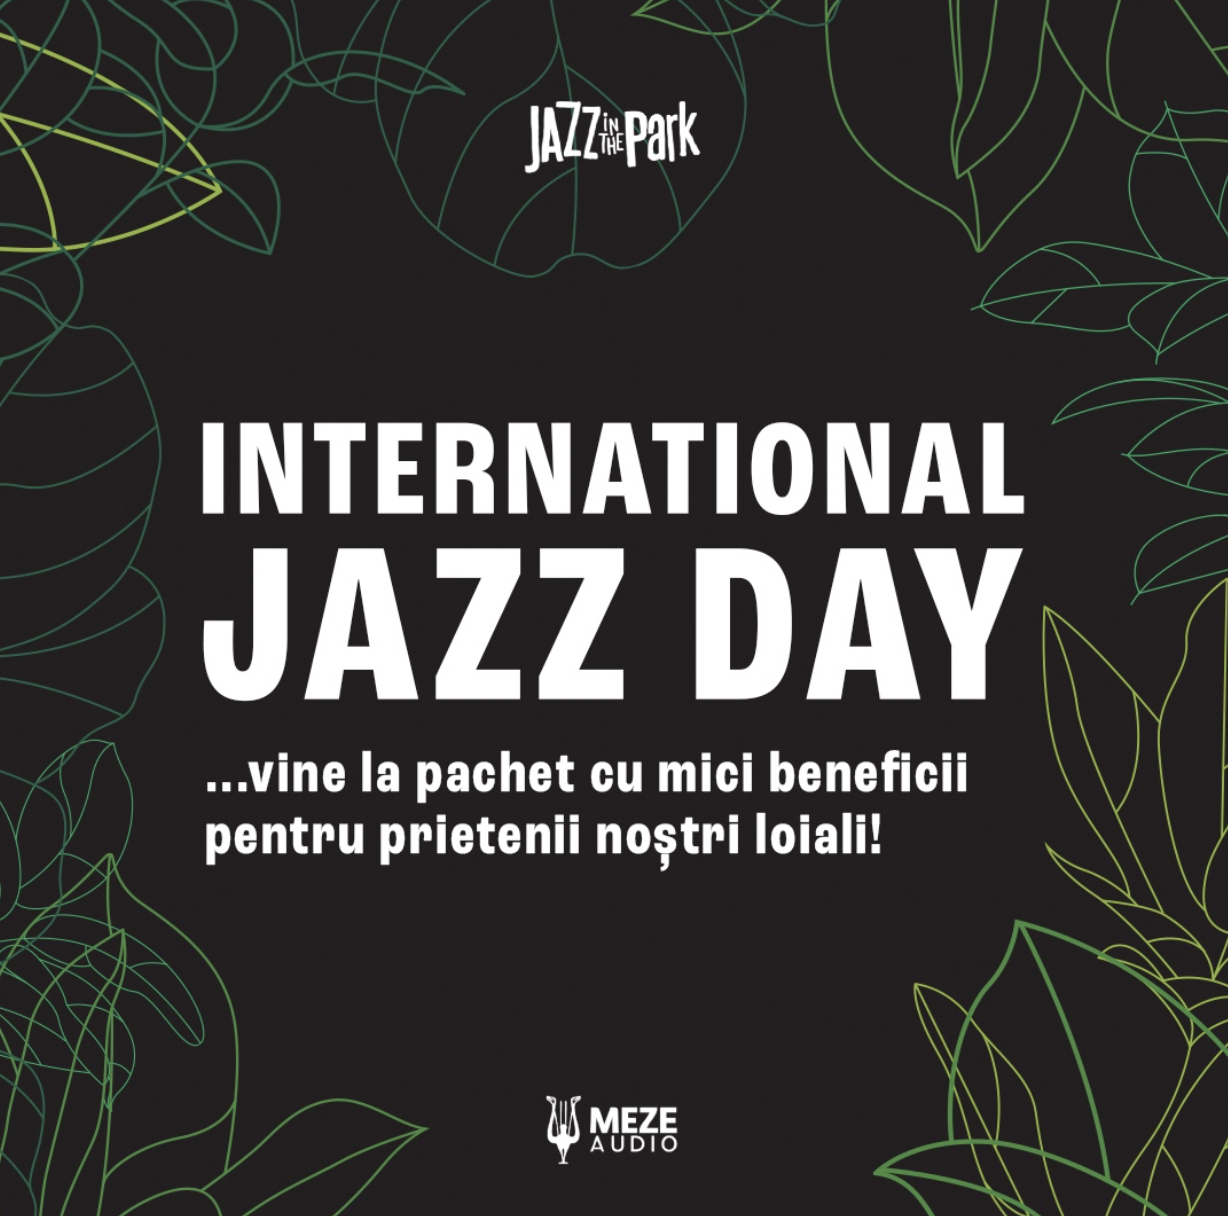 JAZZ IN THE Park
INTERNATIONAL
JAZZ DAY
...vine la pachet cu mici beneficii
pentru prietenii noștri loiali!
MEZE
AUDIO